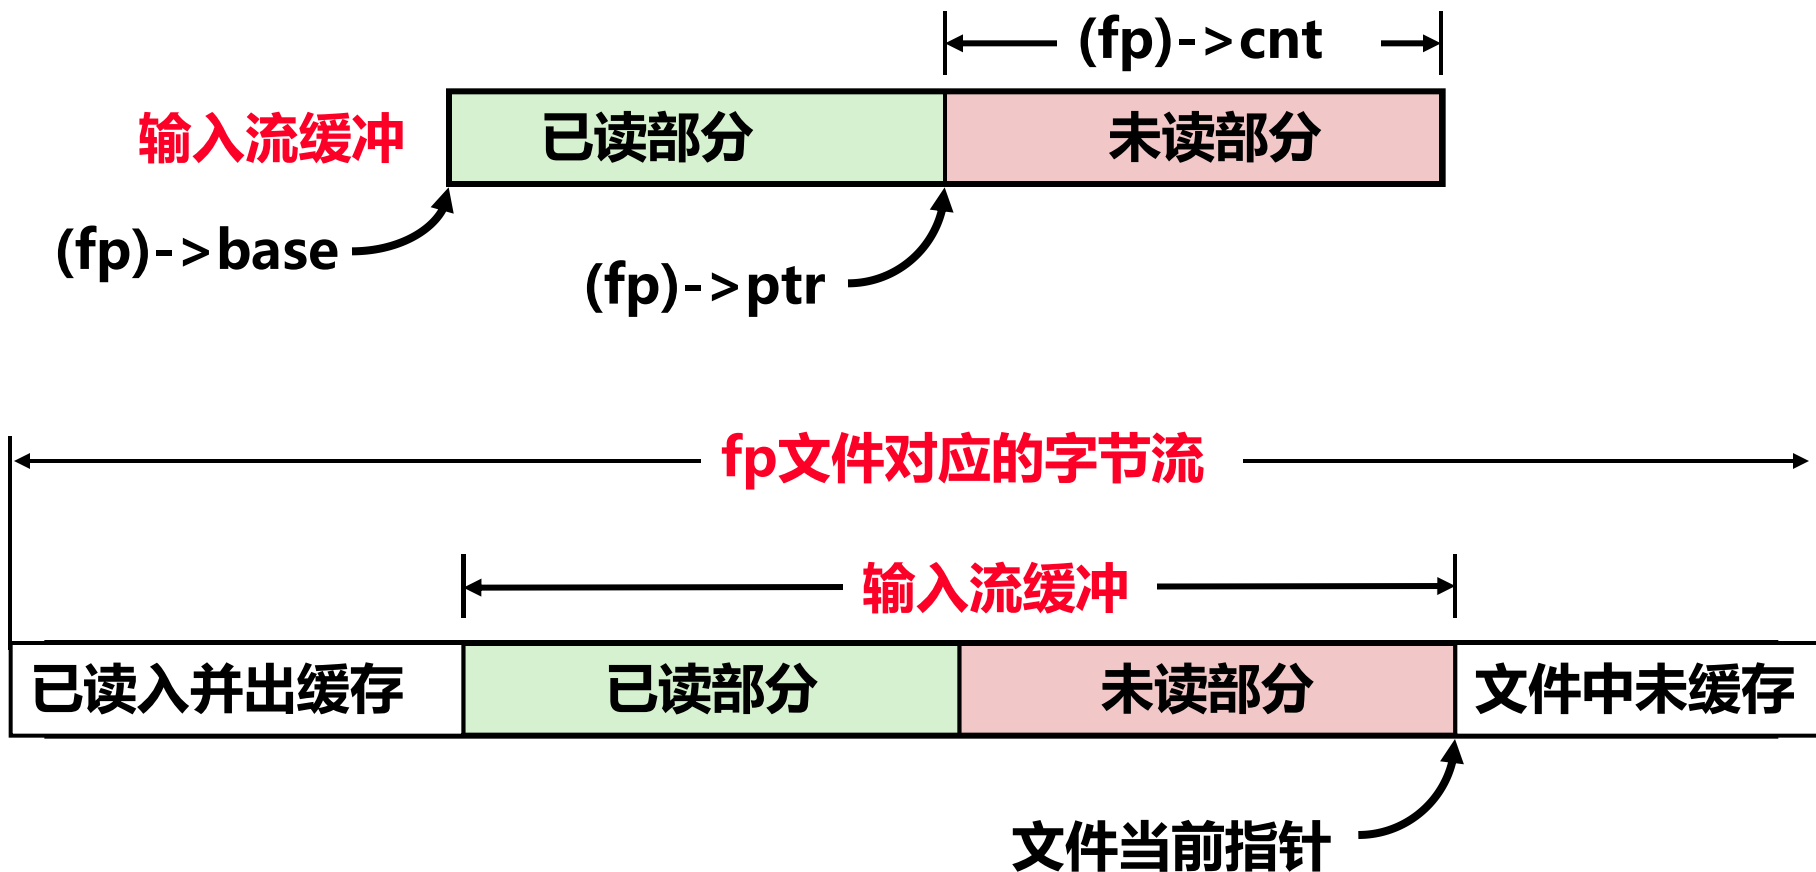 (fp)->cnt
输入流缓冲
已读部分
未读部分
(fp)->base
(fp)->ptr
fp文件对应的字节流
输入流缓冲
已读入并出缓存
已读部分
未读部分
文件中未缓存
文件当前指针